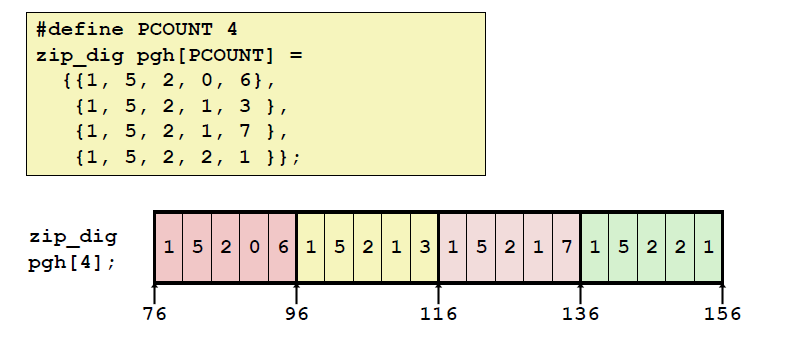 #define PCOUNT 4
zip_dig pgh[PCOUNT] =
{{1, 5, 2, 0, 6},
{1, 5, 2, 1, 3 },
{1, 5, 2, 1, 7 },
{1, 5, 2, 2, 1 }};
zip_dig
pgh[4];
1 5 2 0 6 1 5 2 1 3 1 5 2 1 7 1 5 2 2 1
76 96 116 136 156